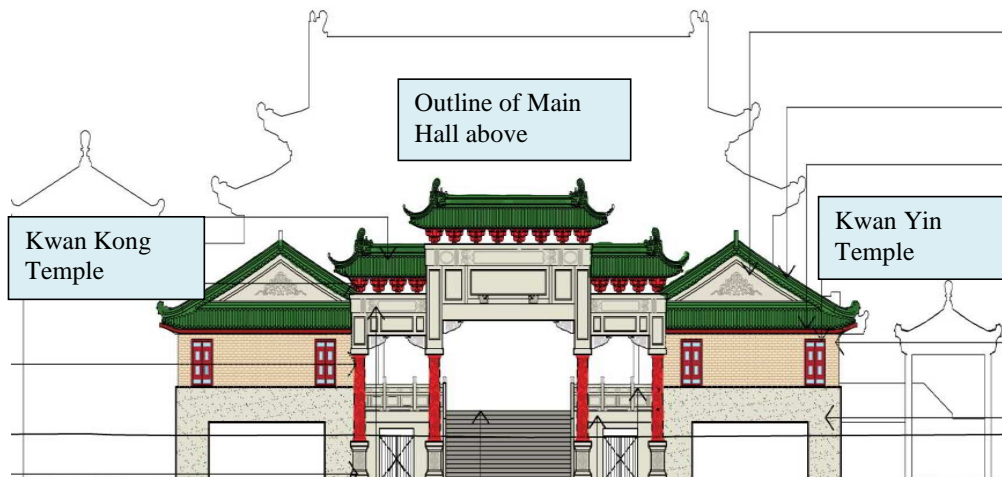 Outline of Main
Hall above
Kwan Kong
Temple
Kwan Yin
Temple